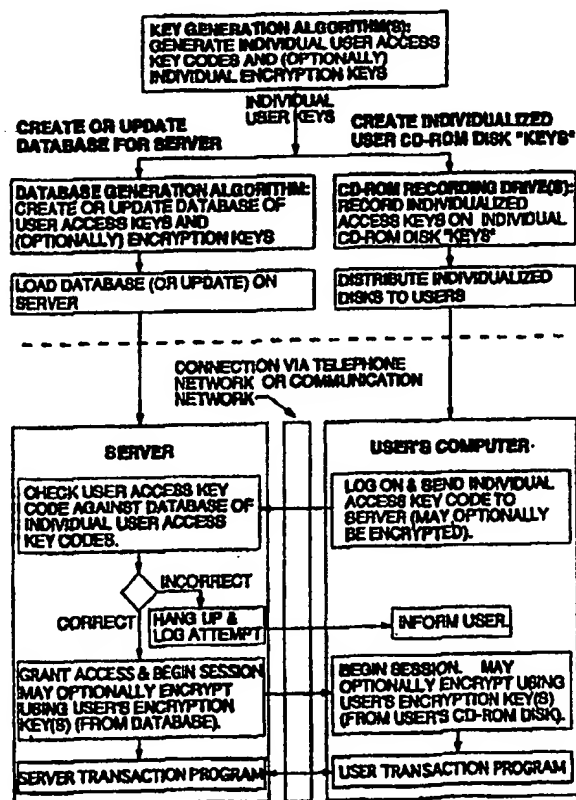 KEY GENERATION ALGORITHM(S):
GENERATE INDIVIDUAL USER ACCESS
KEY CODES AND (OPTIONALLY)
INDIVIDUAL ENCRYPTION KEYS
INDIVIDUAL
USER KEYS
CREATE OR UPDATE
DATABASE FOR SERVER
CREATE INDIVIDUALIZED
USER CD-ROM DISK "KEYS"
DATABASE GENERATION ALGORITHM:
CREATE OR UPDATE DATABASE OF
USER ACCESS KEYS AND
(OPTIONALLY) ENCRYPTION KEYS
CD-ROM RECORDING DRIVE(S):
RECORD INDIVIDUALIZED
ACCESS KEYS ON INDIVIDUAL
CD-ROM DISK "KEYS"
LOAD DATABASE (OR UPDATE) ON
SERVER
DISTRIBUTE INDIVIDUALIZED
DISKS TO USERS
CONNECTION VIA TELEPHONE
NETWORK OR COMMUNICATION
NETWORK
SERVER
CHECK USER ACCESS KEY
CODE AGAINST DATABASE OF
INDIVIDUAL USER ACCESS
KEY CODES.
USER'S COMPUTER
LOG ON & SEND INDIVIDUAL
ACCESS KEY CODE TO
SERVER (MAY OPTIONALLY
BE ENCRYPTED).
INCORRECT
CORRECT
HANG UP &
LOG ATTEMPT
INFORM USER.
GRANT ACCESS & BEGIN SESSION
MAY OPTIONALLY ENCRYPT
USING USER'S ENCRYPTION
KEY(S) (FROM DATABASE).
BEGIN SESSION. MAY
OPTIONALLY ENCRYPT USING
USER'S ENCRYPTION KEY(S)
(FROM USER'S CD-ROM DISK).
SERVER TRANSACTION PROGRAM
USER TRANSACTION PROGRAM